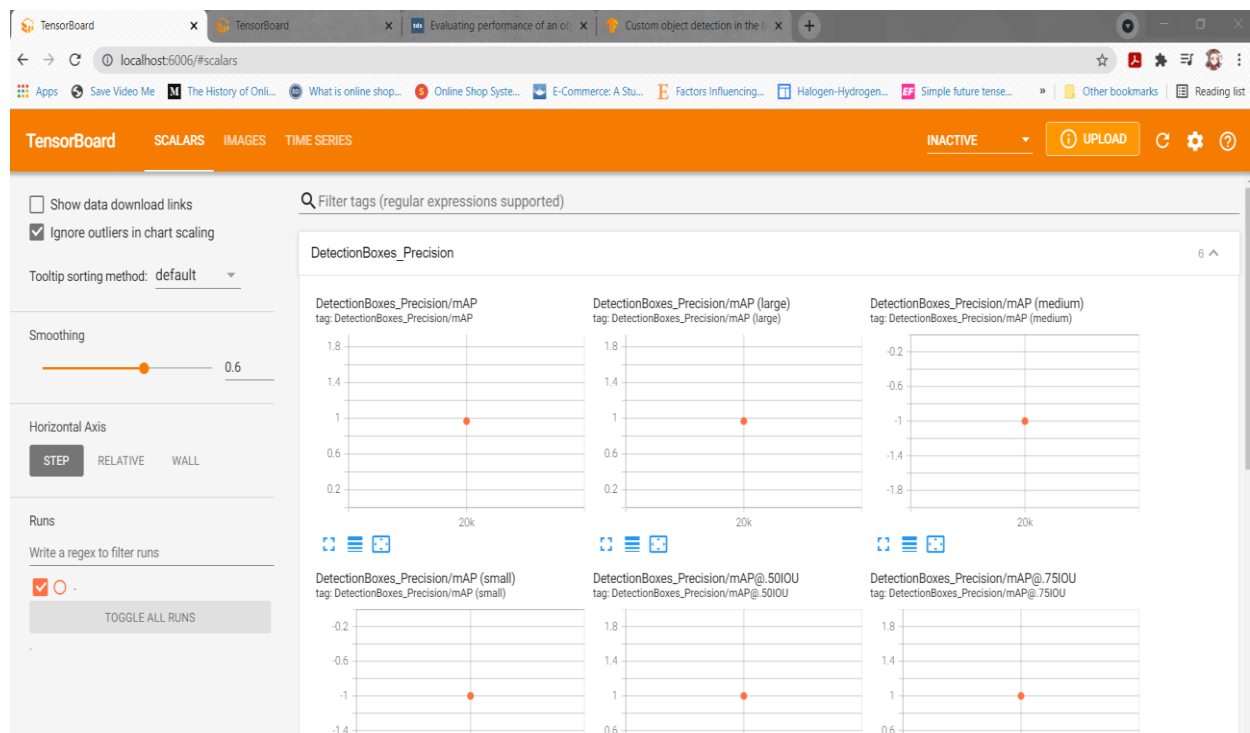 TensorBoard
TensorBoard
Evaluating performance of an ob
Custom object detection in the b
localhost:6006/#scalars
Apps
Save Video Me
The History of Onli...
What is online shop...
Online Shop Syste...
E-Commerce: A Stu...
Factors Influencing...
Halogen-Hydrogen...
Simple future tense...
»
Other bookmarks
Reading list
TensorBoard
SCALARS
IMAGES
TIME SERIES
INACTIVE
UPLOAD
Show data download links
Ignore outliers in chart scaling
Tooltip sorting method: default
Smoothing
0.6
Horizontal Axis
STEP
RELATIVE
WALL
Runs
Write a regex to filter runs
.
TOGGLE ALL RUNS
.
Filter tags (regular expressions supported)
DetectionBoxes_Precision
6
DetectionBoxes_Precision/mAP
tag: DetectionBoxes_Precision/mAP
1.8
1.4
1
0.6
0.2
20k
DetectionBoxes_Precision/mAP (large)
tag: DetectionBoxes_Precision/mAP (large)
1.8
1.4
1
0.6
0.2
20k
DetectionBoxes_Precision/mAP (medium)
tag: DetectionBoxes_Precision/mAP (medium)
-0.2
-0.6
-1
-1.4
-1.8
20k
DetectionBoxes_Precision/mAP (small)
tag: DetectionBoxes_Precision/mAP (small)
-0.2
-0.6
-1
-1.4
DetectionBoxes_Precision/mAP@.50IOU
tag: DetectionBoxes_Precision/mAP@.50IOU
1.8
1.4
1
0.6
DetectionBoxes_Precision/mAP@.75IOU
tag: DetectionBoxes_Precision/mAP@.75IOU
1.8
1.4
1
0.6